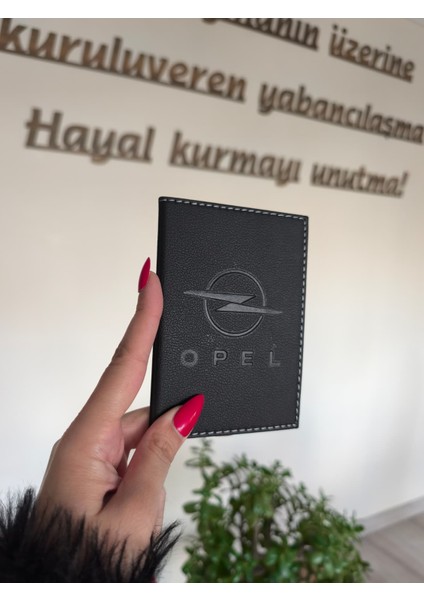 üzerine
kuruluveren yabancılaşma
Hayal kurmayı unutma!
OPEL